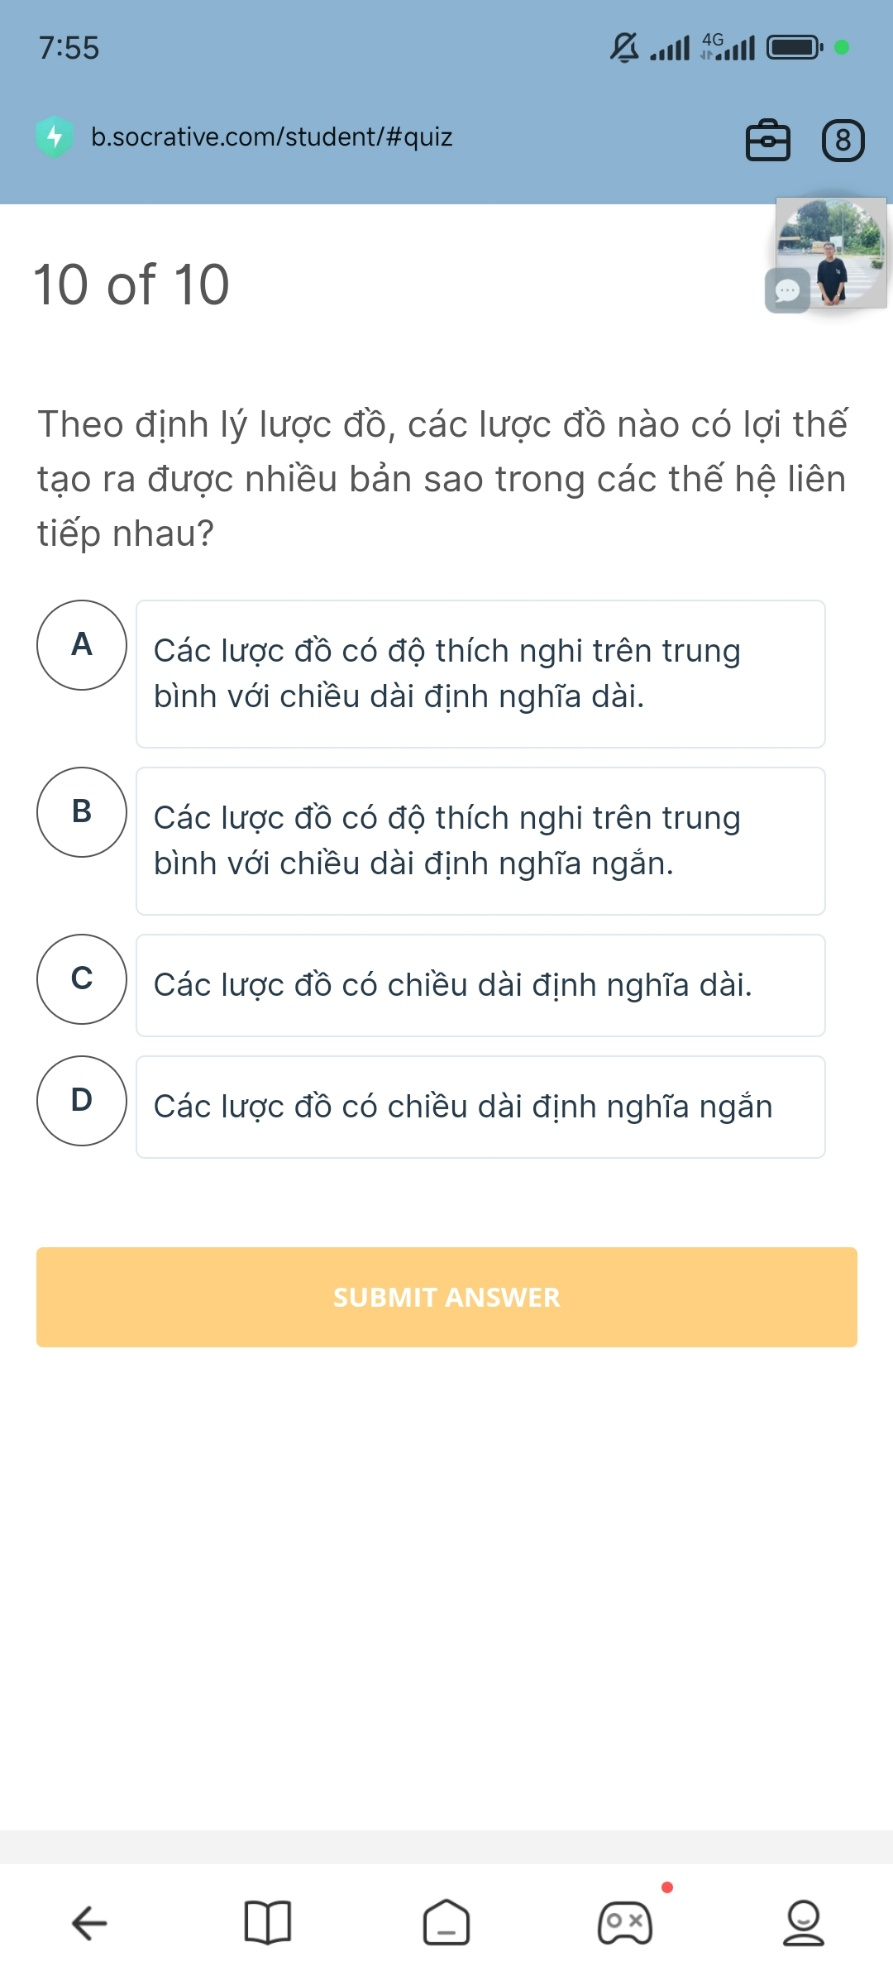 7:55
4G
b.socrative.com/student/#quiz
8
10 of 10
Theo định lý lược đồ, các lược đồ nào có lợi thế
tạo ra được nhiều bản sao trong các thế hệ liên
tiếp nhau?
A
Các lược đồ có độ thích nghi trên trung
bình với chiều dài định nghĩa dài.
B
Các lược đồ có độ thích nghi trên trung
bình với chiều dài định nghĩa ngắn.
C
Các lược đồ có chiều dài định nghĩa dài.
D
Các lược đồ có chiều dài định nghĩa ngắn
SUBMIT ANSWER